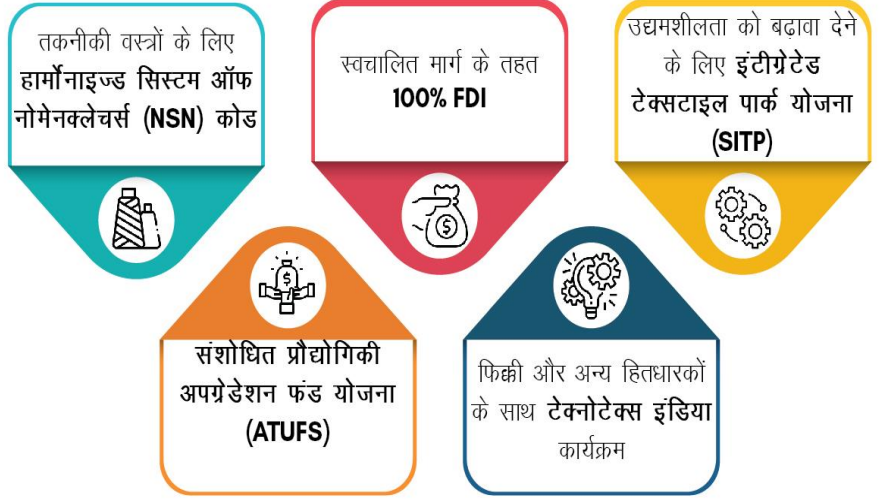 तकनीकी वस्त्रों के लिए
हार्मोनाइज्ड सिस्टम ऑफ
नोमेनक्लेचर्स (NSN) कोड
स्वचालित मार्ग के तहत
100% FDI
उद्यमशीलता को बढ़ावा देने
के लिए इंटीग्रेटेड
टेक्सटाइल पार्क योजना
(SITP)
संशोधित प्रौद्योगिकी
अपग्रेडेशन फंड योजना
(ATUFS)
फिक्की और अन्य हितधारकों
के साथ टेक्नोटेक्स इंडिया
कार्यक्रम